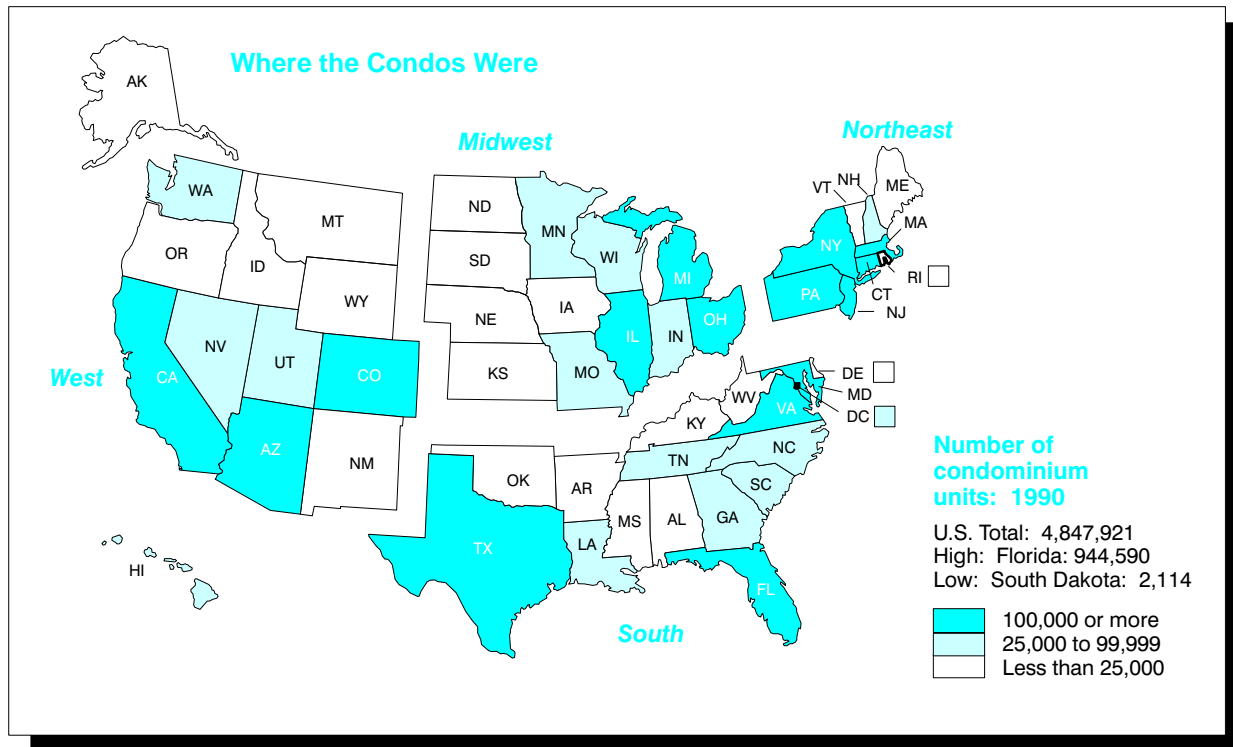 Where the Condos Were
AK
Midwest
Northeast
WA
MT
ND
MN
VT
NH
ME
OR
ID
SD
WI
MI
NY
MA
WY
NE
IA
PA
CT
RI
NJ
NV
UT
CO
KS
MO
IL
IN
OH
West
CA
WV
VA
DE
MD
DC
KY
AZ
NM
OK
AR
TN
NC
SC
MS
AL
GA
TX
LA
FL
HI
South
Number of
condominium
units: 1990
U.S. Total: 4,847,921
High: Florida: 944,590
Low: South Dakota: 2,114
100,000 or more
25,000 to 99,999
Less than 25,000